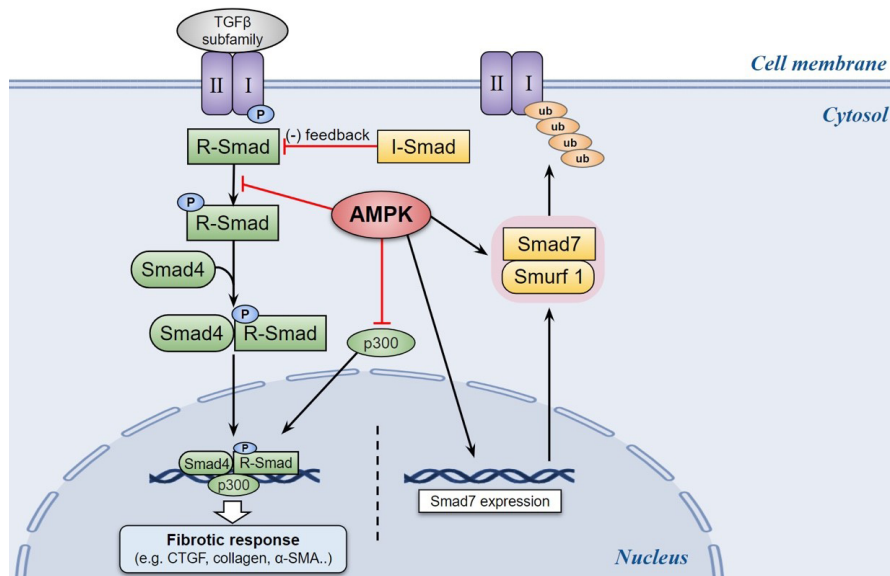 TGFβ
subfamily
II
I
P
II
I
ub
ub
ub
ub
Cell membrane
Cytosol
R-Smad
(-) feedback
I-Smad
P
R-Smad
AMPK
Smad7
Smurf 1
Smad4
P
Smad4
R-Smad
p300
P
Smad4
R-Smad
p300
Smad7 expression
Fibrotic response
(e.g. CTGF, collagen, α-SMA..)
Nucleus